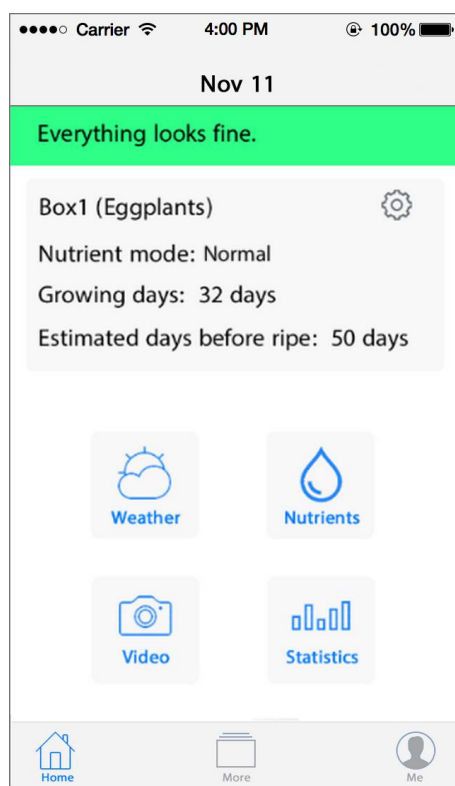 Carrier 4:00 PM 100%
Nov 11
Everything looks fine.
Box1 (Eggplants)
Nutrient mode: Normal
Growing days: 32 days
Estimated days before ripe: 50 days
Weather Nutrients
Video Statistics
Home More Me